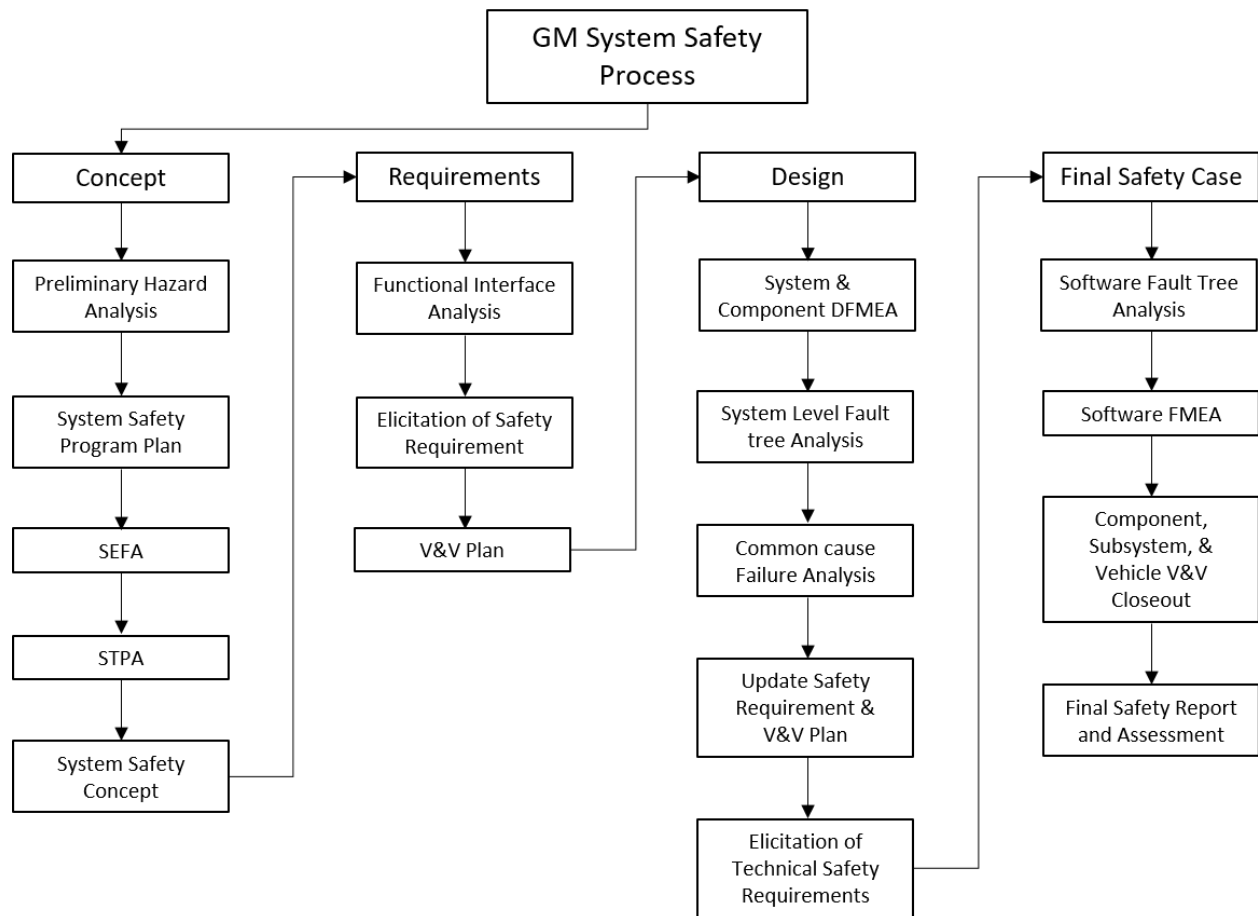 GM System Safety
Process
Concept
Preliminary Hazard
Analysis
System Safety
Program Plan
SEFA
STPA
System Safety
Concept
Requirements
Functional Interface
Analysis
Elicitation of Safety
Requirement
V&V Plan
Design
System &
Component DFMEA
System Level Fault
tree Analysis
Common cause
Failure Analysis
Update Safety
Requirement &
V&V Plan
Elicitation of
Technical Safety
Requirements
Final Safety Case
Software Fault Tree
Analysis
Software FMEA
Component,
Subsystem, &
Vehicle V&V
Closeout
Final Safety Report
and Assessment